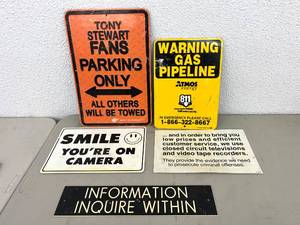 TONY
STEWART
FANS
PARKING
ONLY
ALL OTHERS
WILL BE TOWED
WARNING
GAS
PIPELINE
ATMOS
energy
811
IN EMERGENCY PLEASE CALL
1-866-322-8667
SMILE
YOU'RE ON
CAMERA
... and in order to bring you
low prices and efficient
customer service, we use
closed circuit televisions
and video tape recorders.
They provide the evidence we need
to prosecute criminal offenses.
INFORMATION
INQUIRE WITHIN